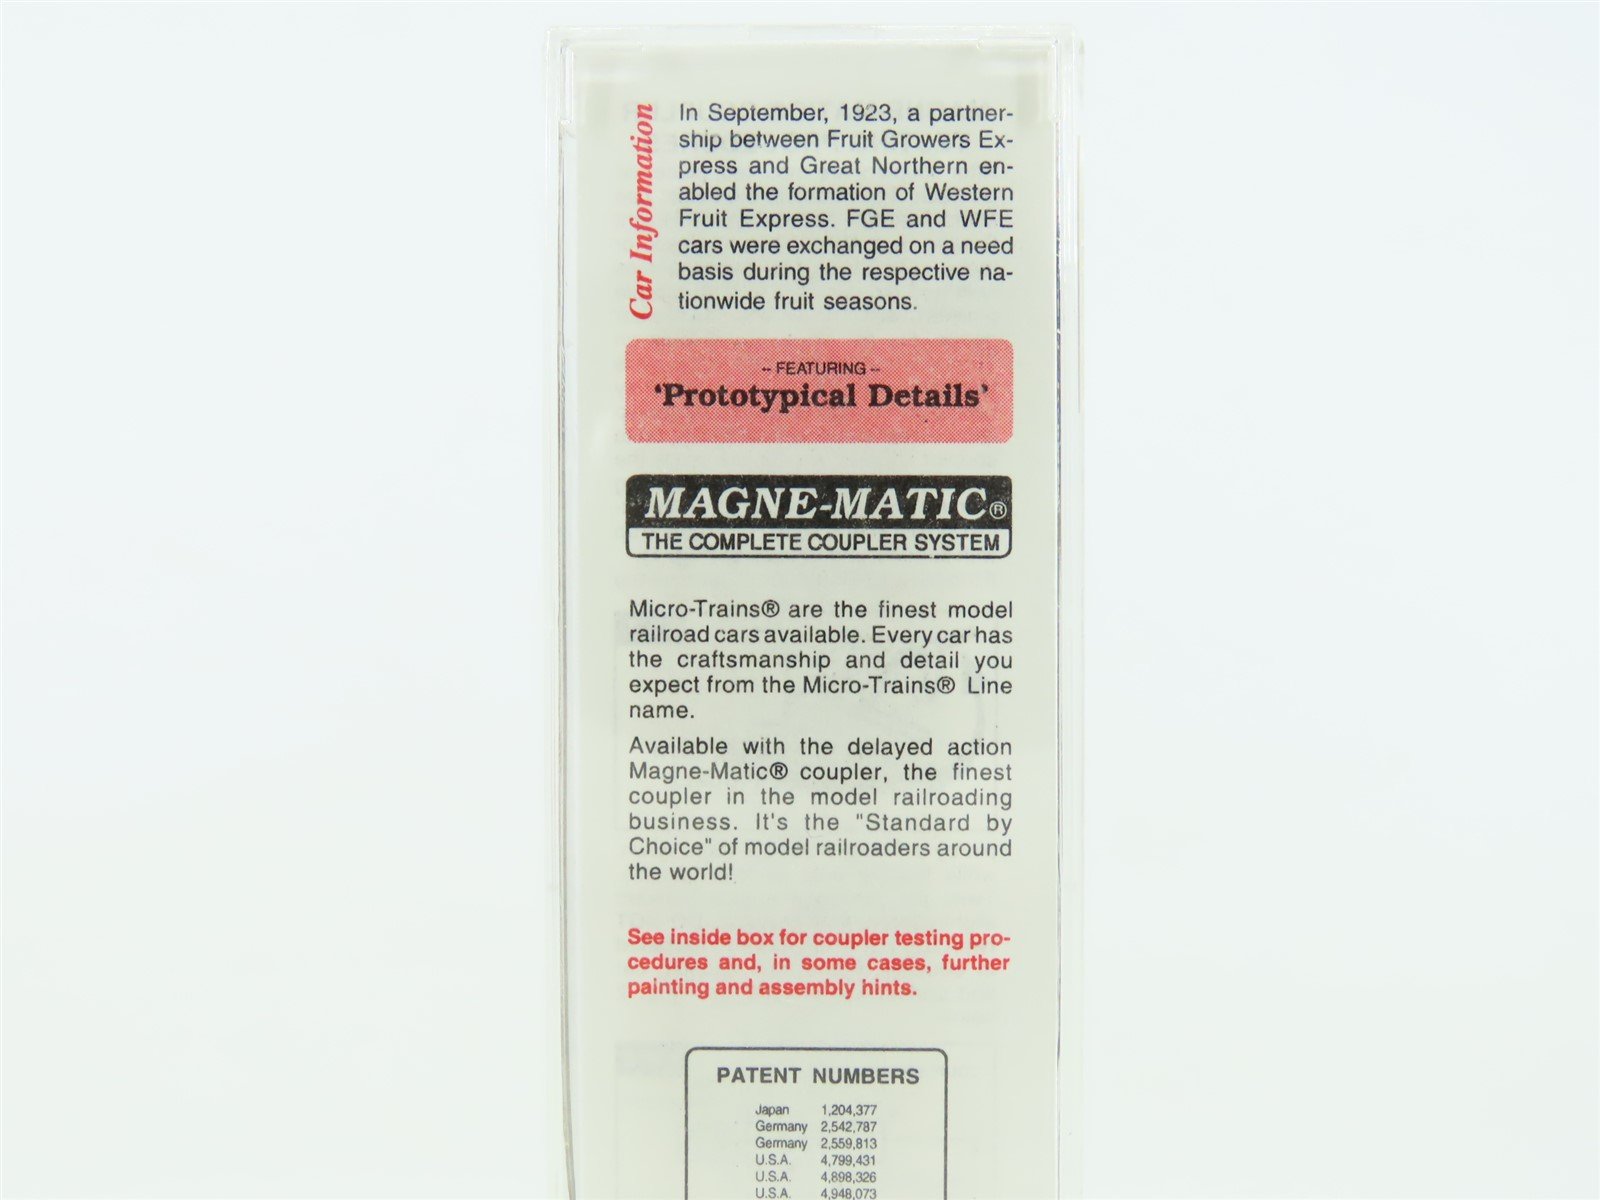 Car Information
In September, 1923, a partner-
ship between Fruit Growers Ex-
press and Great Northern en-
abled the formation of Western
Fruit Express. FGE and WFE
cars were exchanged on a need
basis during the respective na-
tionwide fruit seasons.
-- FEATURING --
'Prototypical Details'
MAGNE-MATIC®
THE COMPLETE COUPLER SYSTEM
Micro-Trains® are the finest model
railroad cars available. Every car has
the craftsmanship and detail you
expect from the Micro-Trains® Line
name.
Available with the delayed action
Magne-Matic® coupler, the finest
coupler in the model railroading
business. It's the "Standard by
Choice" of model railroaders around
the world!
See inside box for coupler testing pro-
cedures and, in some cases, further
painting and assembly hints.
PATENT NUMBERS
Japan 1,204,377
Germany 2,542,787
Germany 2,559,813
U.S.A. 4,799,431
U.S.A. 4,898,326
U.S.A. 4,948,073